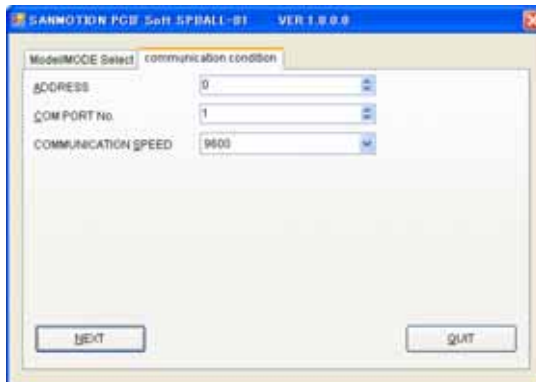 SANMOTION PCIF Soft SPBALL-01 VER 1.0.0.0
Model/MODE Select communication condition
ADDRESS 0
COM PORT No. 1
COMMUNICATION SPEED 9600
NEXT QUIT